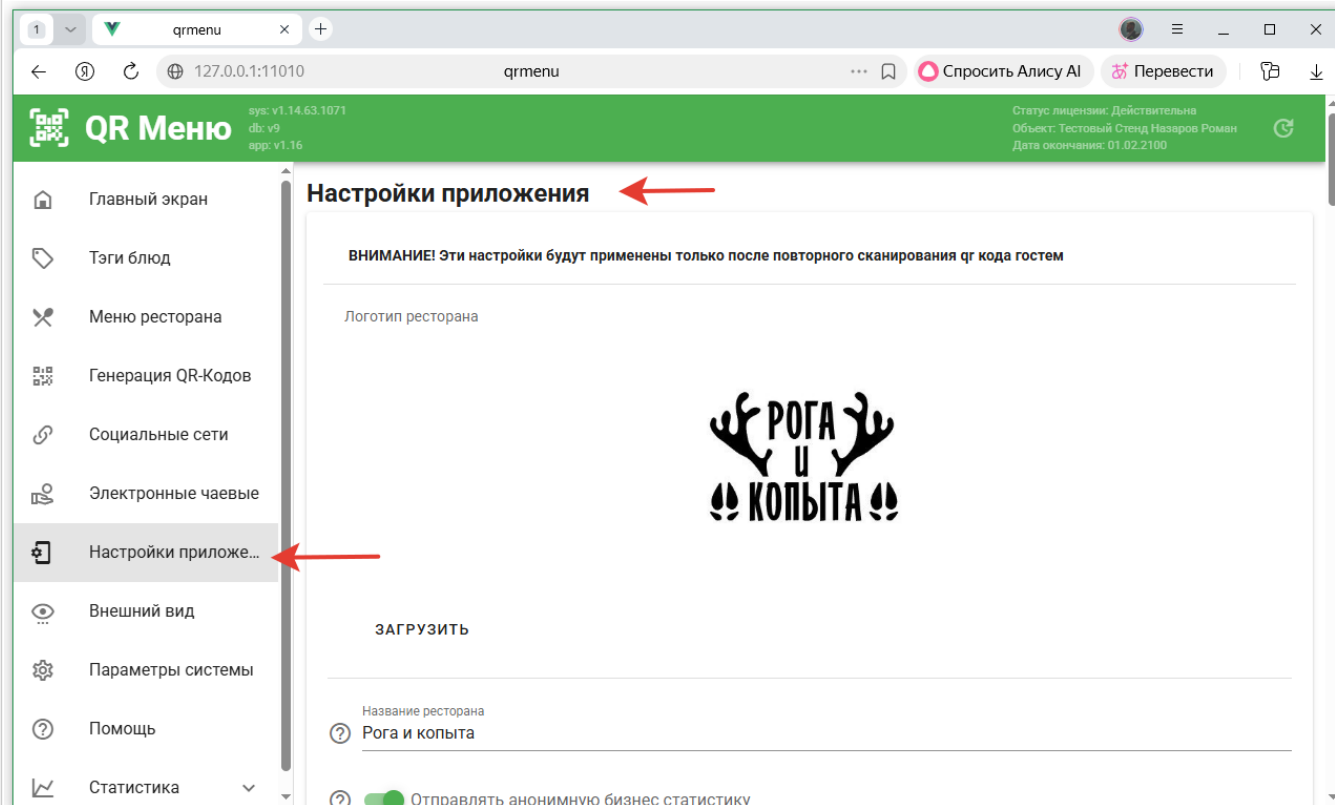 1
qrmenu
127.0.0.1:11010
qrmenu
Спросить Алису AI
Перевести
QR Меню
sys: v1.14.63.1071
db: v9
app: v1.16
Статус лицензии: Действительна
Объект: Тестовый Стенд Назаров Роман
Дата окончания: 01.02.2100
Главный экран
Тэги блюд
Меню ресторана
Генерация QR-Кодов
Социальные сети
Электронные чаевые
Настройки приложе...
Внешний вид
Параметры системы
Помощь
Статистика
Настройки приложения
ВНИМАНИЕ! Эти настройки будут применены только после повторного сканирования qr кода гостем
Логотип ресторана
РОГА
И
КОПЫТА
ЗАГРУЗИТЬ
Название ресторана
Рога и копыта
Отправлять анонимную бизнес статистику